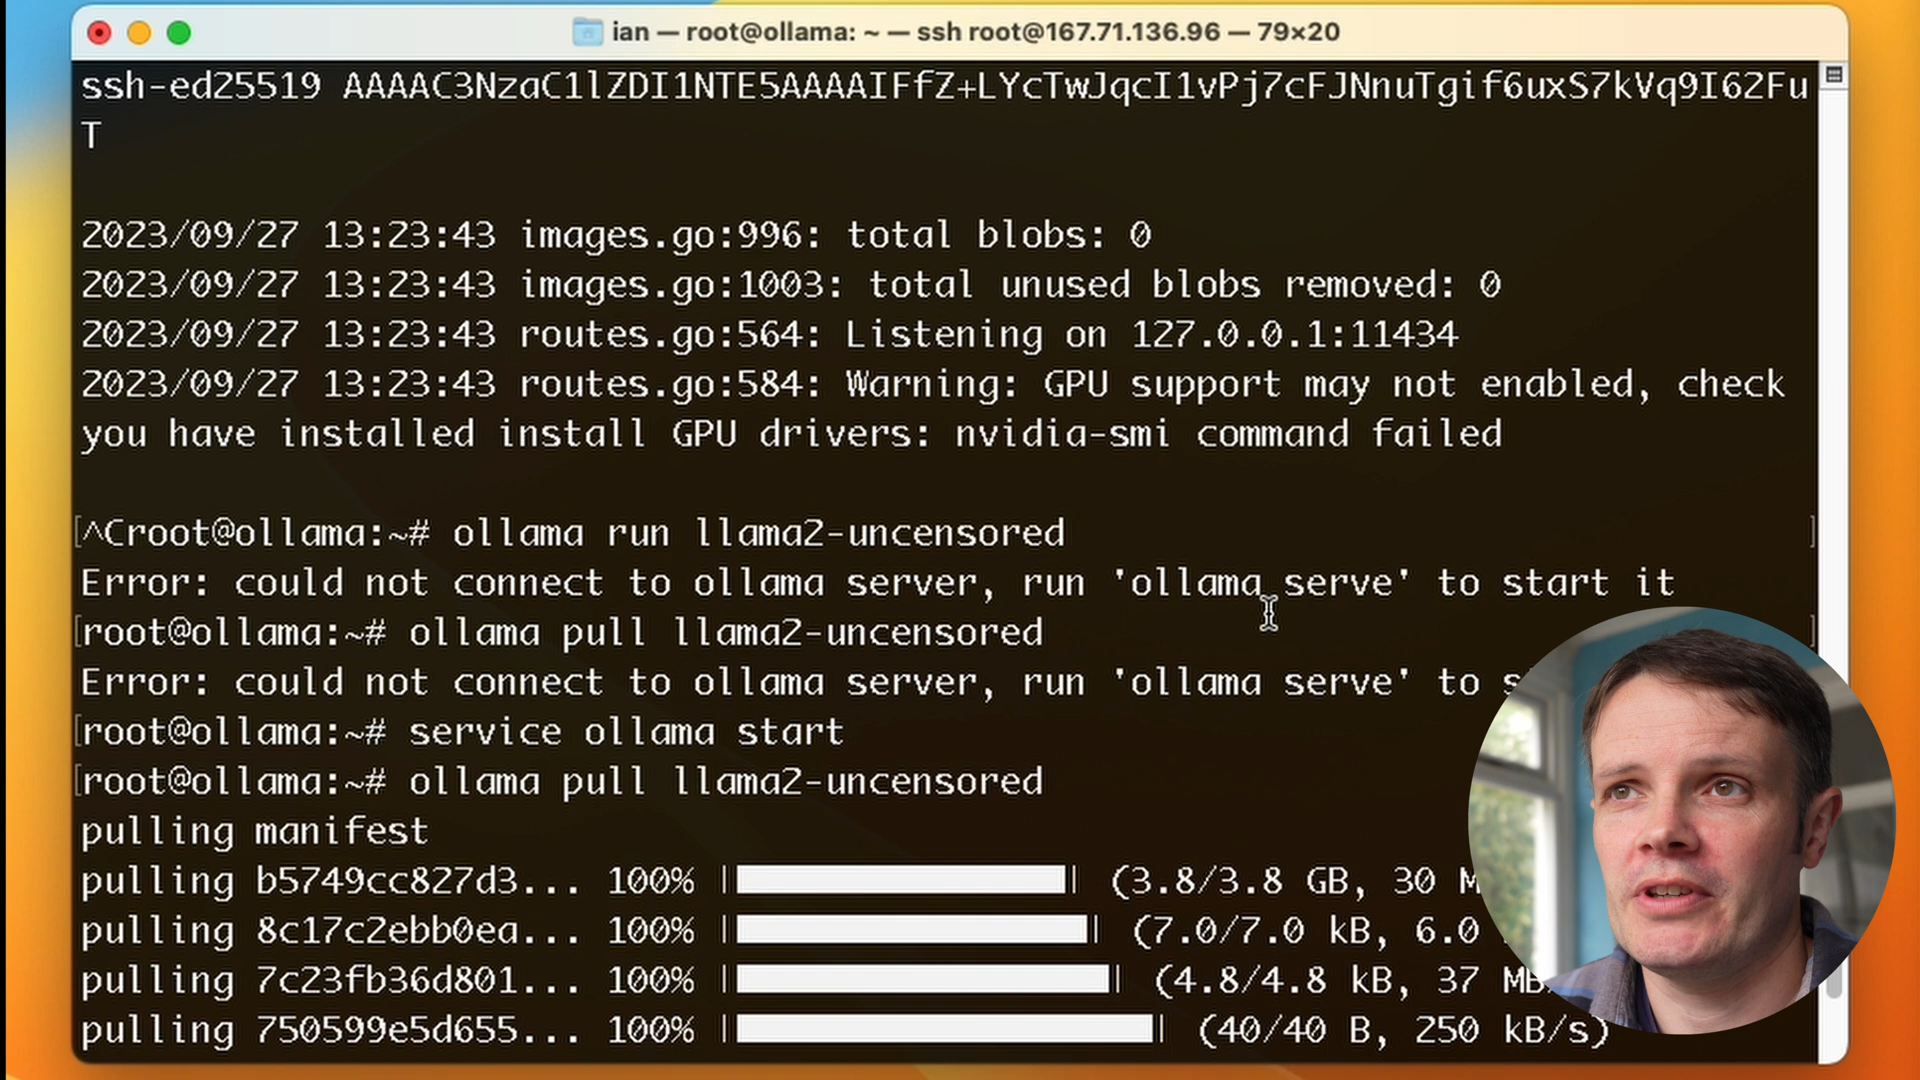 ian — root@ollama: ~ — ssh root@167.71.136.96 — 79×20
ssh-ed25519 AAAAC3NzaC1lZDI1NTE5AAAAIFfZ+LYcTwJqcI1vPj7cFJNnuTgif6uxS7kVq9I62Fu
T
2023/09/27 13:23:43 images.go:996: total blobs: 0
2023/09/27 13:23:43 images.go:1003: total unused blobs removed: 0
2023/09/27 13:23:43 routes.go:564: Listening on 127.0.0.1:11434
2023/09/27 13:23:43 routes.go:584: Warning: GPU support may not enabled, check
you have installed install GPU drivers: nvidia-smi command failed
[^Croot@ollama:~# ollama run llama2-uncensored ]
Error: could not connect to ollama server, run 'ollama serve' to start it
[root@ollama:~# ollama pull llama2-uncensored ]
Error: could not connect to ollama server, run 'ollama serve' to s
[root@ollama:~# service ollama start
[root@ollama:~# ollama pull llama2-uncensored
pulling manifest
pulling b5749cc827d3... 100% | | (3.8/3.8 GB, 30 M
pulling 8c17c2ebb0ea... 100% | | (7.0/7.0 kB, 6.0
pulling 7c23fb36d801... 100% | | (4.8/4.8 kB, 37 MB
pulling 750599e5d655... 100% | | (40/40 B, 250 kB/s)